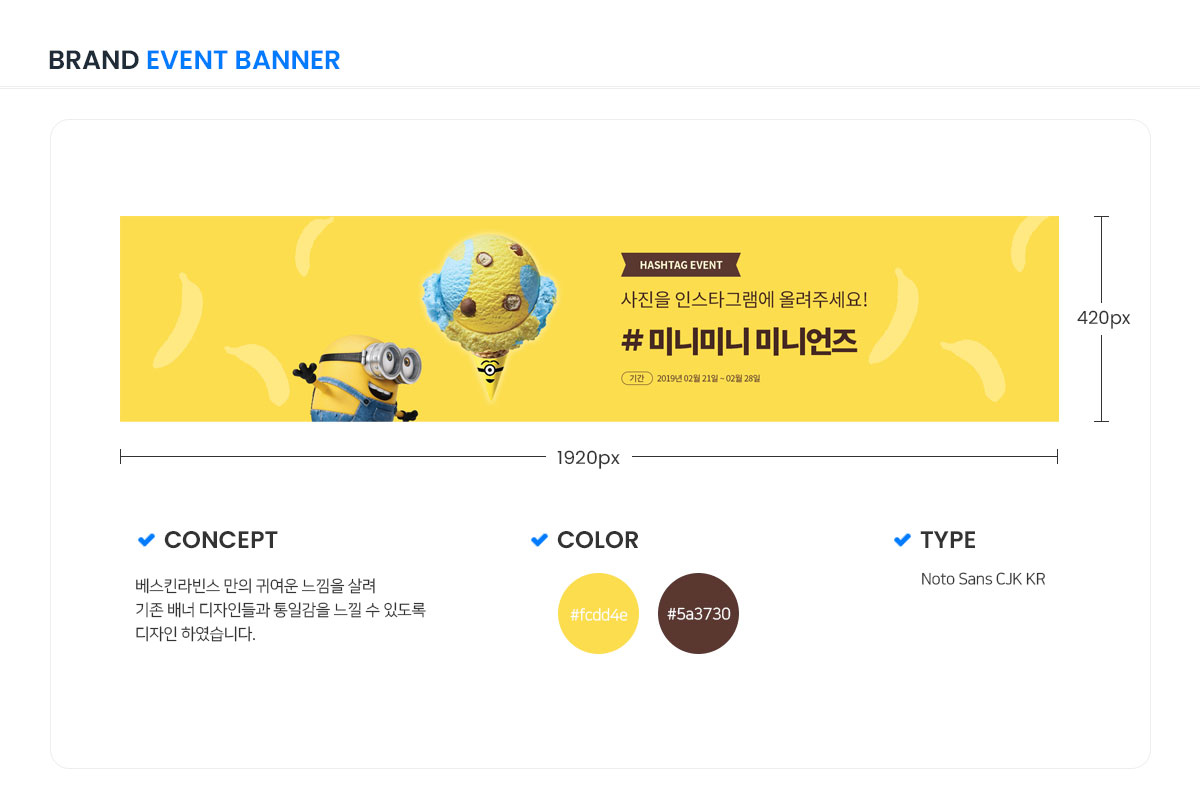 BRAND EVENT BANNER
HASHTAG EVENT
사진을 인스타그램에 올려주세요!
# 미니미니 미니언즈
기간 2019년 02월 21일 ~ 02월 28일
420px
1920px
CONCEPT
베스킨라빈스 만의 귀여운 느낌을 살려
기존 배너 디자인들과 통일감을 느낄 수 있도록
디자인 하였습니다.
COLOR
#fcdd4e
#5a3730
TYPE
Noto Sans CJK KR